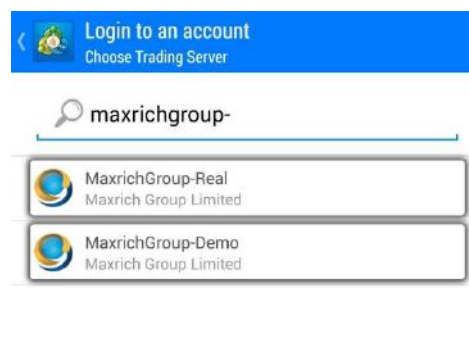 Login to an account
Choose Trading Server
maxrichgroup-
MaxrichGroup-Real
Maxrich Group Limited
MaxrichGroup-Demo
Maxrich Group Limited